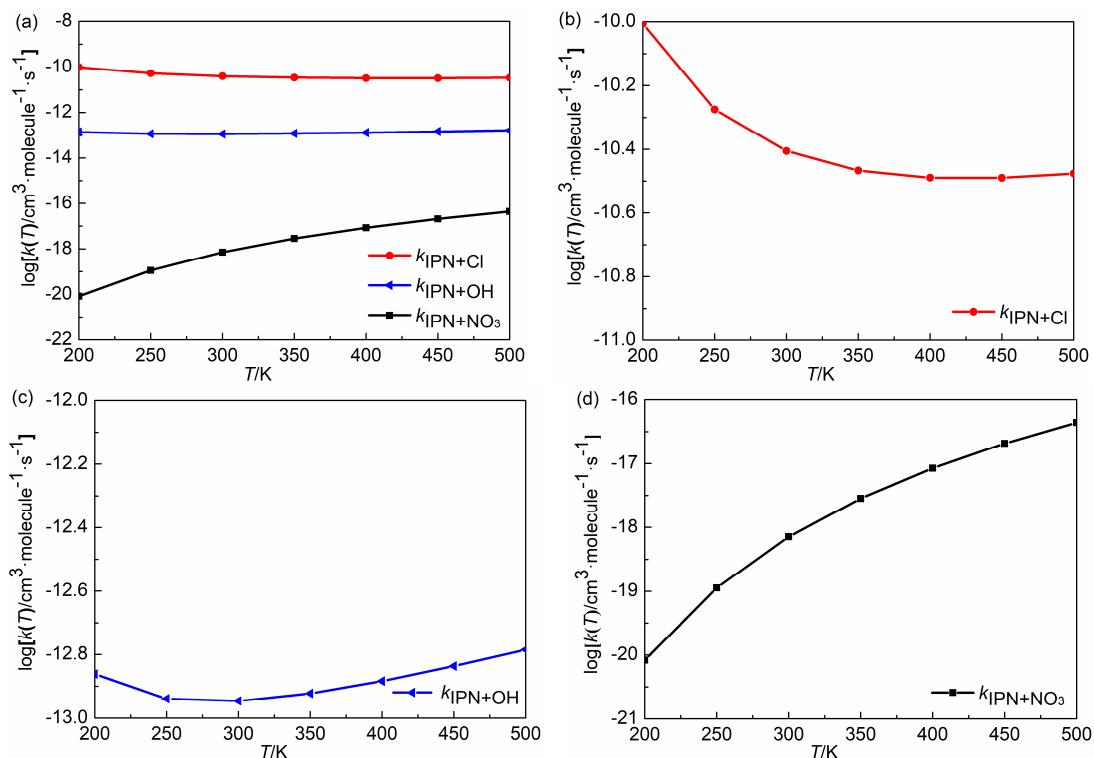 (a)
-8
-10
-12
-14
-16
-18
-20
-22
log[k(T)/cm³·molecule⁻¹·s⁻¹]
200 250 300 350 400 450 500
T/K
kIPN+Cl
kIPN+OH
kIPN+NO₃
(b)
-10.0
-10.2
-10.4
-10.6
-10.8
-11.0
log[k(T)/cm³·molecule⁻¹·s⁻¹]
200 250 300 350 400 450 500
T/K
kIPN+Cl
(c)
-12.0
-12.2
-12.4
-12.6
-12.8
-13.0
log[k(T)/cm³·molecule⁻¹·s⁻¹]
200 250 300 350 400 450 500
T/K
kIPN+OH
(d)
-16
-17
-18
-19
-20
-21
log[k(T)/cm³·molecule⁻¹·s⁻¹]
200 250 300 350 400 450 500
T/K
kIPN+NO₃